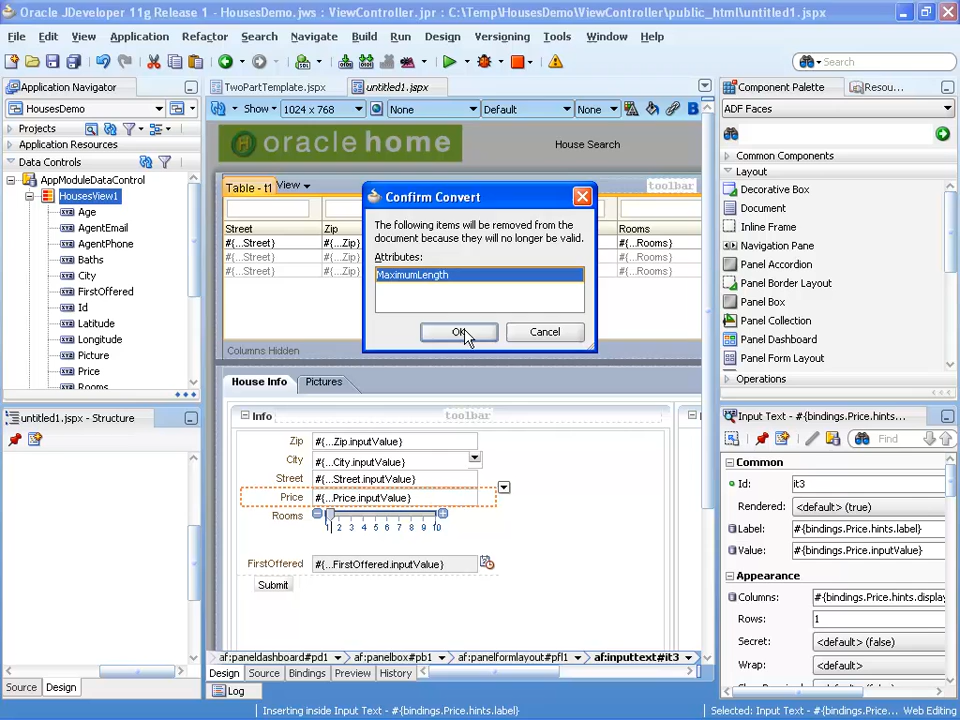 Oracle JDeveloper 11g Release 1 - HousesDemo.jws : ViewController.jpr : C:\Temp\HousesDemo\ViewController\public_html\untitled1.jspx
File Edit View Application Refactor Search Navigate Build Run Design Versioning Tools Window Help
Search
Application Navigator
HousesDemo
Projects
Application Resources
Data Controls
AppModuleDataControl
HousesView1
Age
AgentEmail
AgentPhone
Baths
City
FirstOffered
Id
Latitude
Longitude
Picture
Price
Rooms
untitled1.jspx - Structure
Source Design
TwoPartTemplate.jspx untitled1.jspx
Show 1024 x 768 None Default None B
oracle home House Search
Table - t1 View toolbar
Street Zip Rooms
#{...Street} #{...Zip} #{...Rooms}
#{...Street} #{...Zip} #{...Rooms}
#{...Street} #{...Zip} #{...Rooms}
Columns Hidden
Confirm Convert
The following items will be removed from the
document because they will no longer be valid.
Attributes:
MaximumLength
OK Cancel
House Info Pictures
Info toolbar
Zip #{...Zip.inputValue}
City #{...City.inputValue}
Street #{...Street.inputValue}
Price #{...Price.inputValue}
Rooms
1 2 3 4 5 6 7 8 9 10
FirstOffered #{...FirstOffered.inputValue}
Submit
af:paneldashboard#pd1 af:panelbox#pb1 af:panelformlayout#pfl1 af:inputtext#it3
Design Source Bindings Preview History
Log
Component Palette Resou...
ADF Faces
Common Components
Layout
Decorative Box
Document
Inline Frame
Navigation Pane
Panel Accordion
Panel Border Layout
Panel Box
Panel Collection
Panel Dashboard
Panel Form Layout
Operations
Input Text - #{bindings.Price.hints...
Find
Common
Id: it3
Rendered: <default> (true)
Label: #{bindings.Price.hints.label}
Value: #{bindings.Price.inputValue}
Appearance
Columns: #{bindings.Price.hints.display
Rows: 1
Secret: <default> (false)
Wrap: <default>
Inserting inside Input Text - #{bindings.Price.hints.label} Selected: Input Text - #{bindings.Price... Web Editing